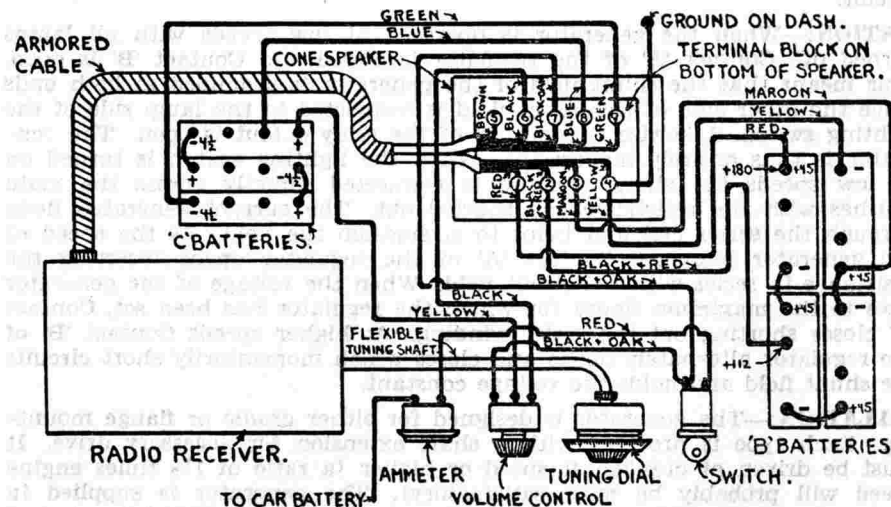 GREEN
BLUE
GROUND ON DASH.
ARMORED
CABLE
CONE SPEAKER
TERMINAL BLOCK ON
BOTTOM OF SPEAKER.
MAROON
YELLOW
RED
BROWN
BLACK
BLACK+OAK
BLUE
GREEN
5 6 7 8 9
RED
BLACK + RED
MAROON
YELLOW
1 2 3 4
-4½
+
-4½
-4½
+
"C" BATTERIES.
+180
+45
-
-
+45
-
+112
-
+45
"B" BATTERIES
BLACK + RED
BLACK + OAK
BLACK
YELLOW
RED
BLACK + OAK
FLEXIBLE
TUNING SHAFT
RADIO RECEIVER.
AMMETER
TUNING DIAL
SWITCH.
TO CAR BATTERY
VOLUME CONTROL